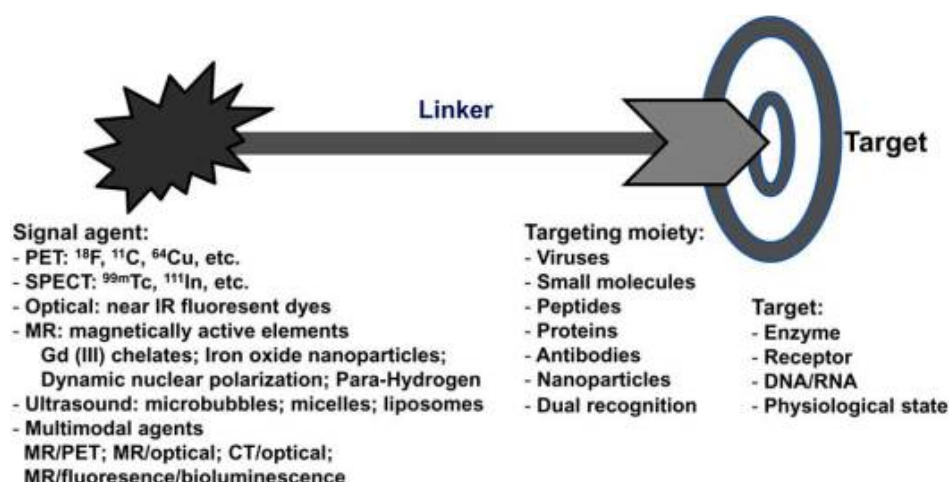 Linker
Target
Signal agent:
- PET: ¹⁸F, ¹¹C, ⁶⁴Cu, etc.
- SPECT: ⁹⁹ᵐTc, ¹¹¹In, etc.
- Optical: near IR fluoresent dyes
- MR: magnetically active elements
Gd (III) chelates; Iron oxide nanoparticles;
Dynamic nuclear polarization; Para-Hydrogen
- Ultrasound: microbubbles; micelles; liposomes
- Multimodal agents
MR/PET; MR/optical; CT/optical;
MR/fluoresence/bioluminescence
Targeting moiety:
- Viruses
- Small molecules
- Peptides
- Proteins
- Antibodies
- Nanoparticles
- Dual recognition
Target:
- Enzyme
- Receptor
- DNA/RNA
- Physiological state